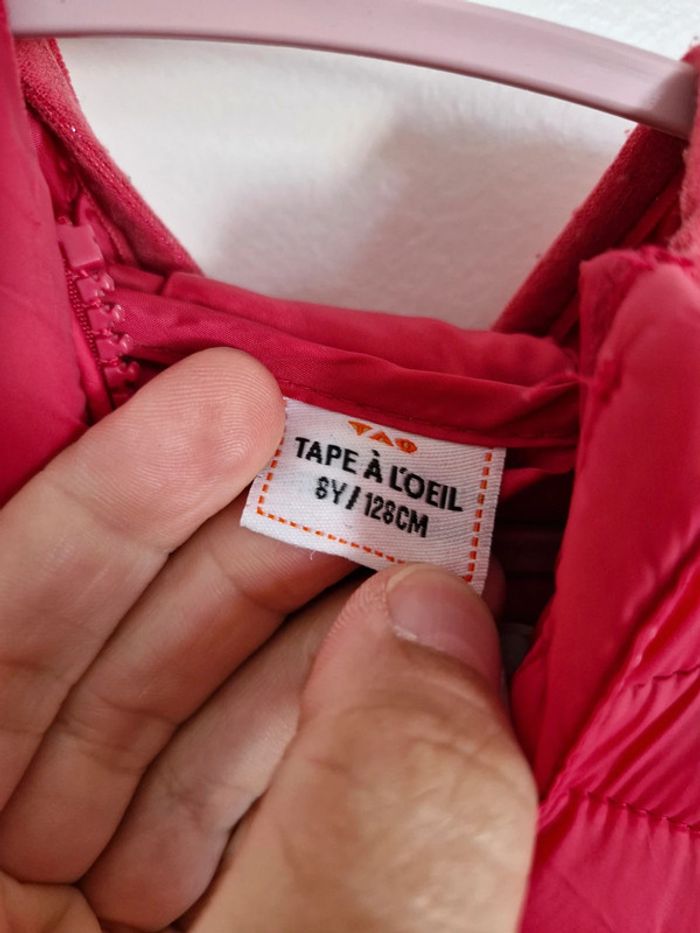 TAO
TAPE À L'OEIL
8Y/128CM